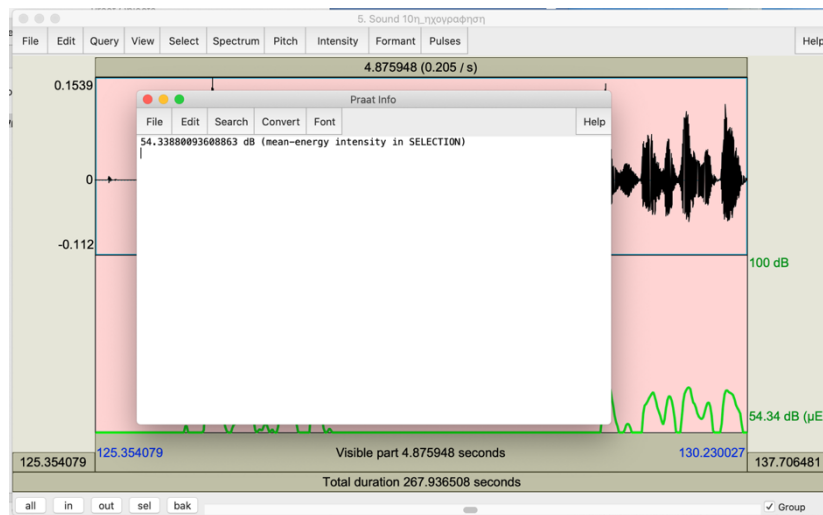 5. Sound 10η_ηχογραφηση
File Edit Query View Select Spectrum Pitch Intensity Formant Pulses Help
4.875948 (0.205 / s)
0.1539
Praat Info
File Edit Search Convert Font Help
54.33880093608863 dB (mean-energy intensity in SELECTION)
0
-0.112
100 dB
54.34 dB (µE
125.354079 125.354079 Visible part 4.875948 seconds 130.230027 137.706481
Total duration 267.936508 seconds
all in out sel bak Group